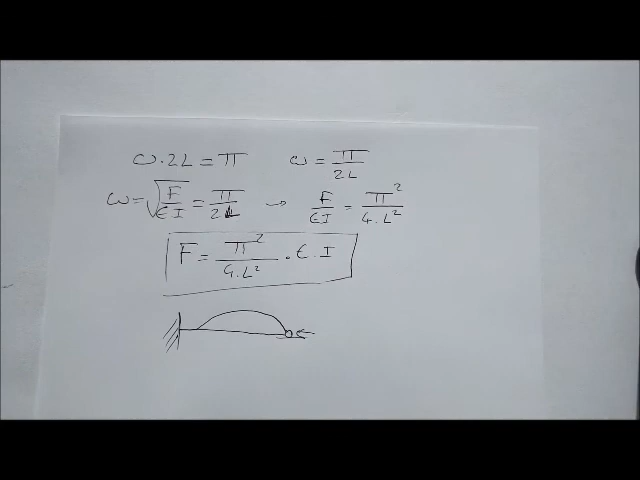 ω·2L = π    ω = π/2L
ω = √(F/EI) = π/2L → F/EI = π²/4·L²
F = π²/4·L² · E·I